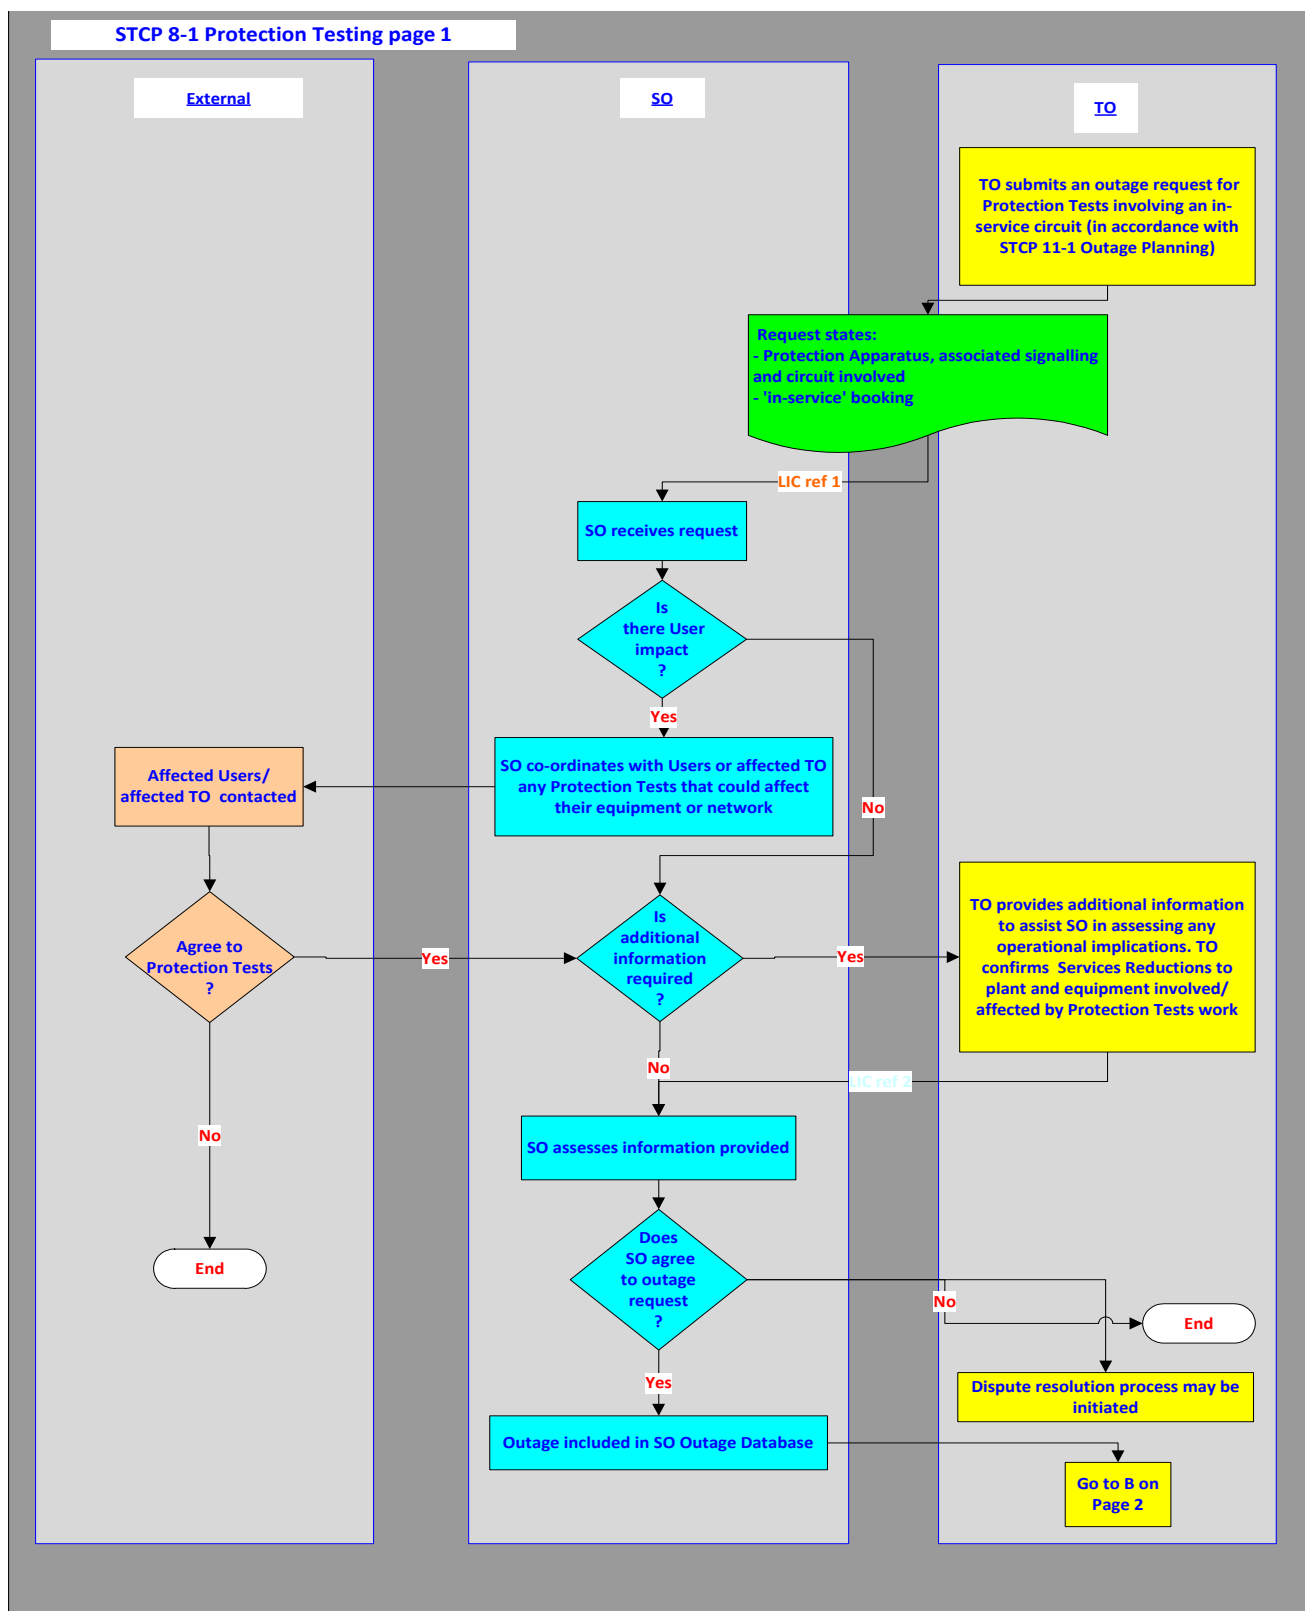 STCP 8-1 Protection Testing page 1
External
SO
TO
TO submits an outage request for
Protection Tests involving an in-
service circuit (in accordance with
STCP 11-1 Outage Planning)
Request states:
- Protection Apparatus, associated signalling
and circuit involved
- 'in-service' booking
LIC ref 1
SO receives request
Is
there User
impact
?
Yes
No
SO co-ordinates with Users or affected TO
any Protection Tests that could affect
their equipment or network
Affected Users/
affected TO contacted
Agree to
Protection Tests
?
Yes
No
End
Is
additional
information
required
?
Yes
No
TO provides additional information
to assist SO in assessing any
operational implications. TO
confirms Services Reductions to
plant and equipment involved/
affected by Protection Tests work
LIC ref 2
SO assesses information provided
Does
SO agree
to outage
request
?
No
End
Dispute resolution process may be
initiated
Yes
Outage included in SO Outage Database
Go to B on
Page 2